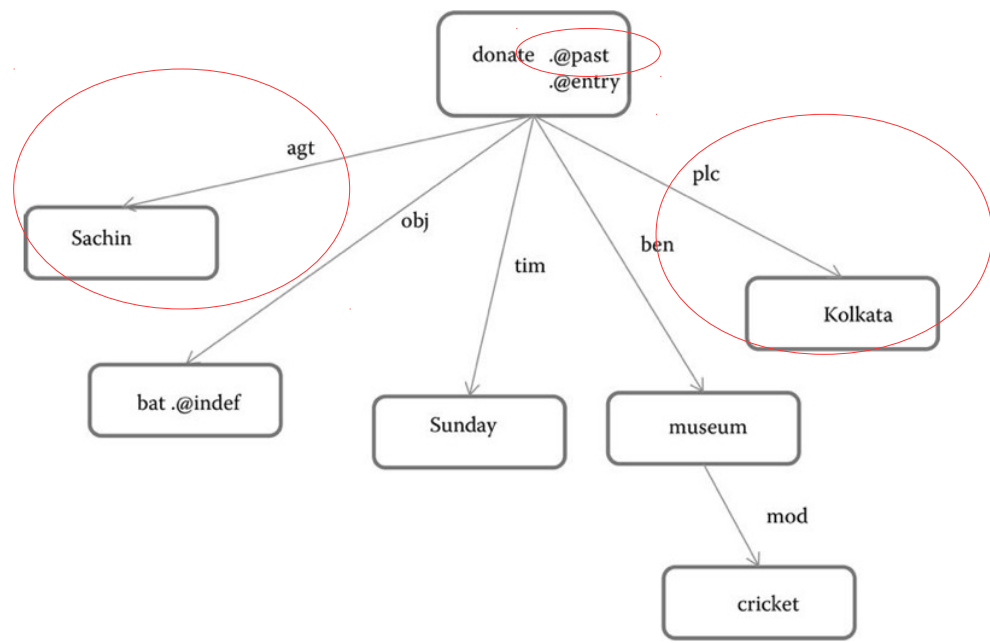 donate .@past
.@entry
agt
plc
obj
ben
tim
Sachin
Kolkata
bat .@indef
Sunday
museum
mod
cricket